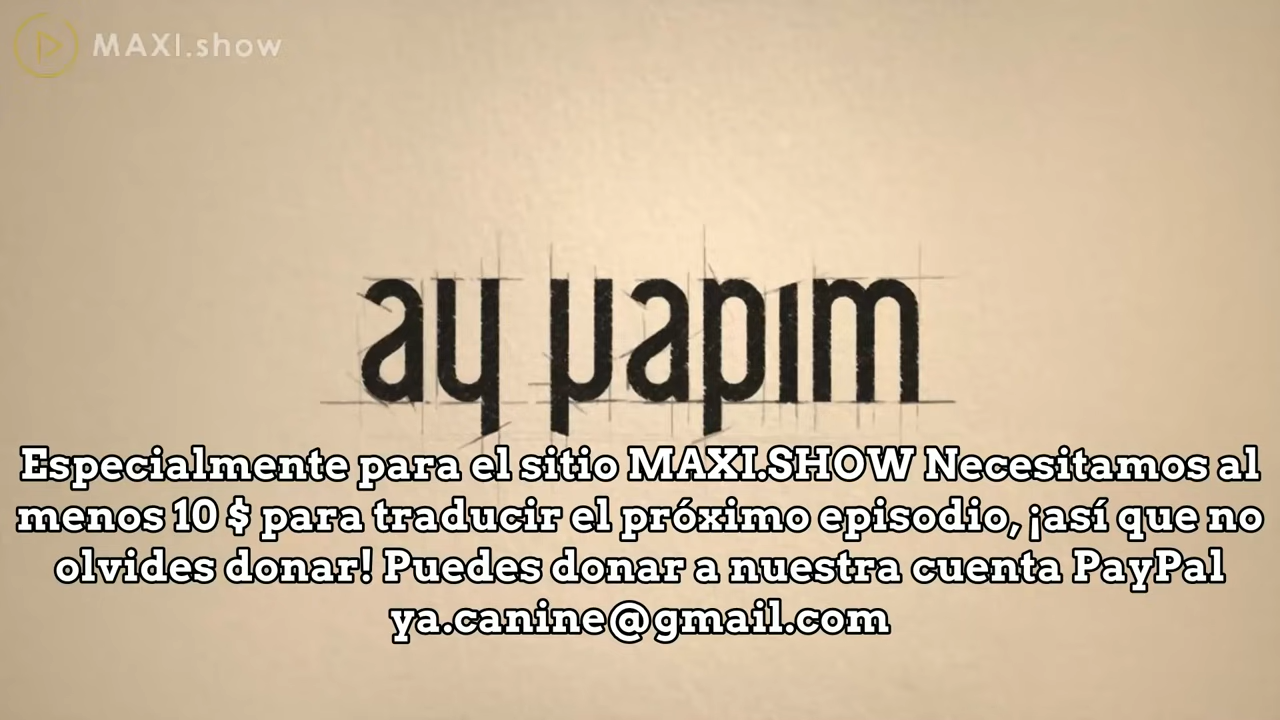 MAXI.show
ay yapım
Especialmente para el sitio MAXI.SHOW Necesitamos al
menos 10 $ para traducir el próximo episodio, ¡así que no
olvides donar! Puedes donar a nuestra cuenta PayPal
ya.canine@gmail.com